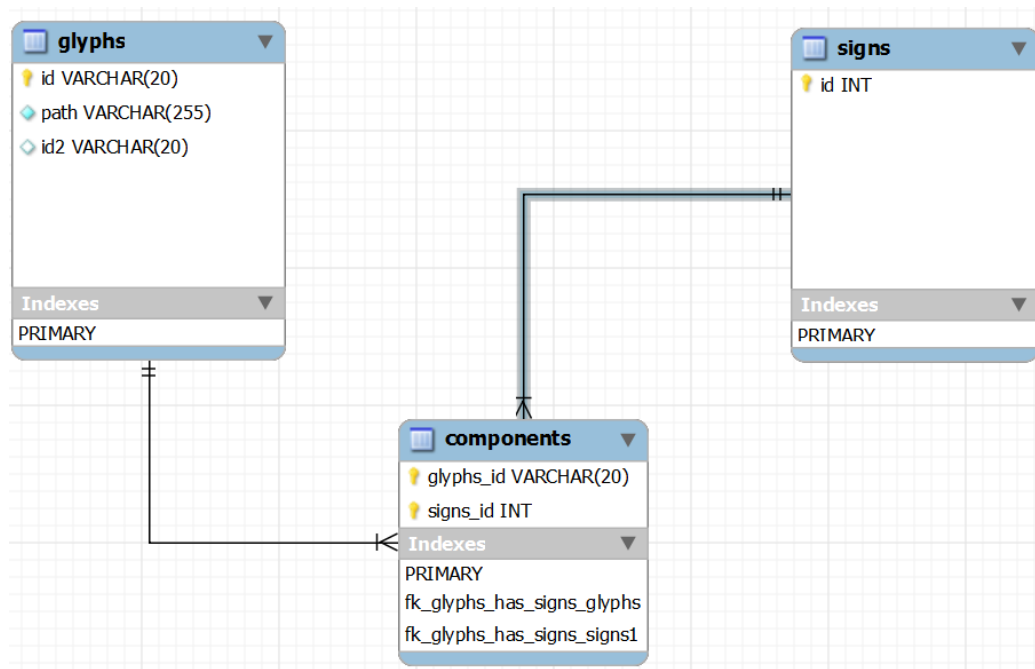 glyphs
id VARCHAR(20)
path VARCHAR(255)
id2 VARCHAR(20)
Indexes
PRIMARY
signs
id INT
Indexes
PRIMARY
components
glyphs_id VARCHAR(20)
signs_id INT
Indexes
PRIMARY
fk_glyphs_has_signs_glyphs
fk_glyphs_has_signs_signs1